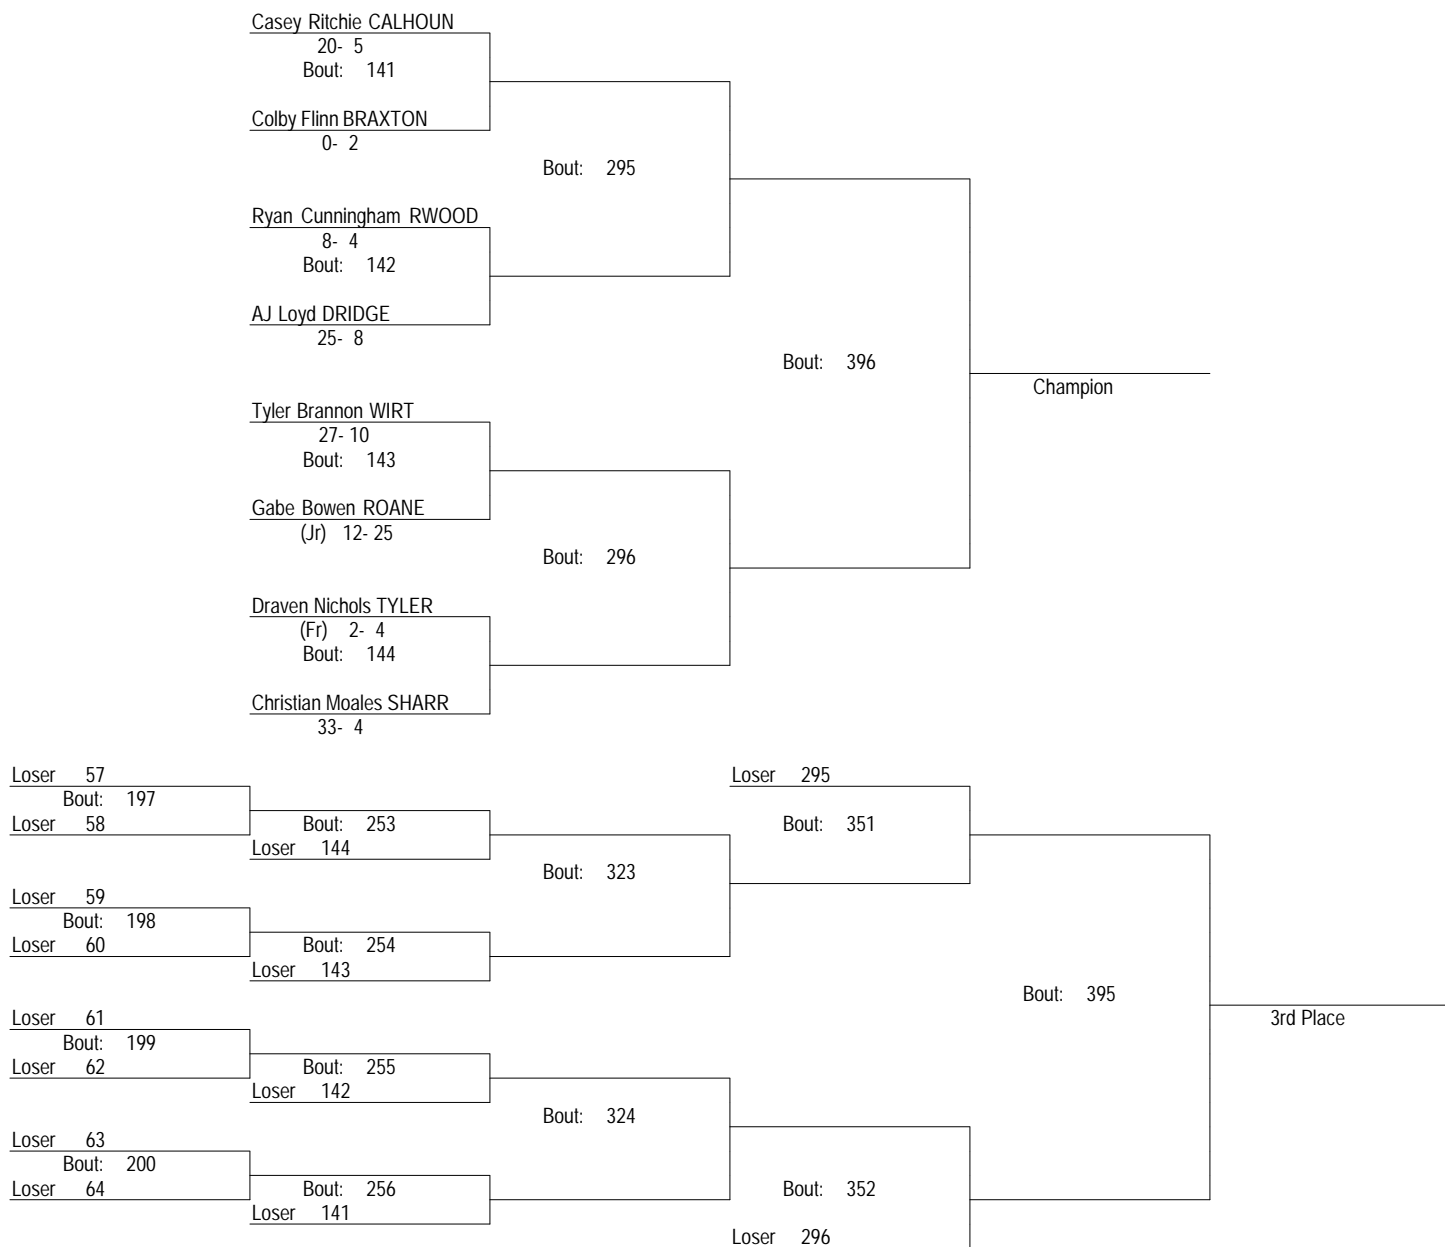 Casey Ritchie CALHOUN
20- 5
Bout: 141
Colby Flinn BRAXTON
0- 2
Bout: 295
Ryan Cunningham RWOOD
8- 4
Bout: 142
AJ Loyd DRIDGE
25- 8
Bout: 396
Champion
Tyler Brannon WIRT
27- 10
Bout: 143
Gabe Bowen ROANE
(Jr) 12- 25
Bout: 296
Draven Nichols TYLER
(Fr) 2- 4
Bout: 144
Christian Moales SHARR
33- 4
Loser 57
Bout: 197
Loser 58
Bout: 253
Loser 144
Loser 295
Bout: 351
Bout: 323
Loser 59
Bout: 198
Loser 60
Bout: 254
Loser 143
Bout: 395
3rd Place
Loser 61
Bout: 199
Loser 62
Bout: 255
Loser 142
Bout: 324
Loser 63
Bout: 200
Loser 64
Bout: 256
Loser 141
Bout: 352
Loser 296